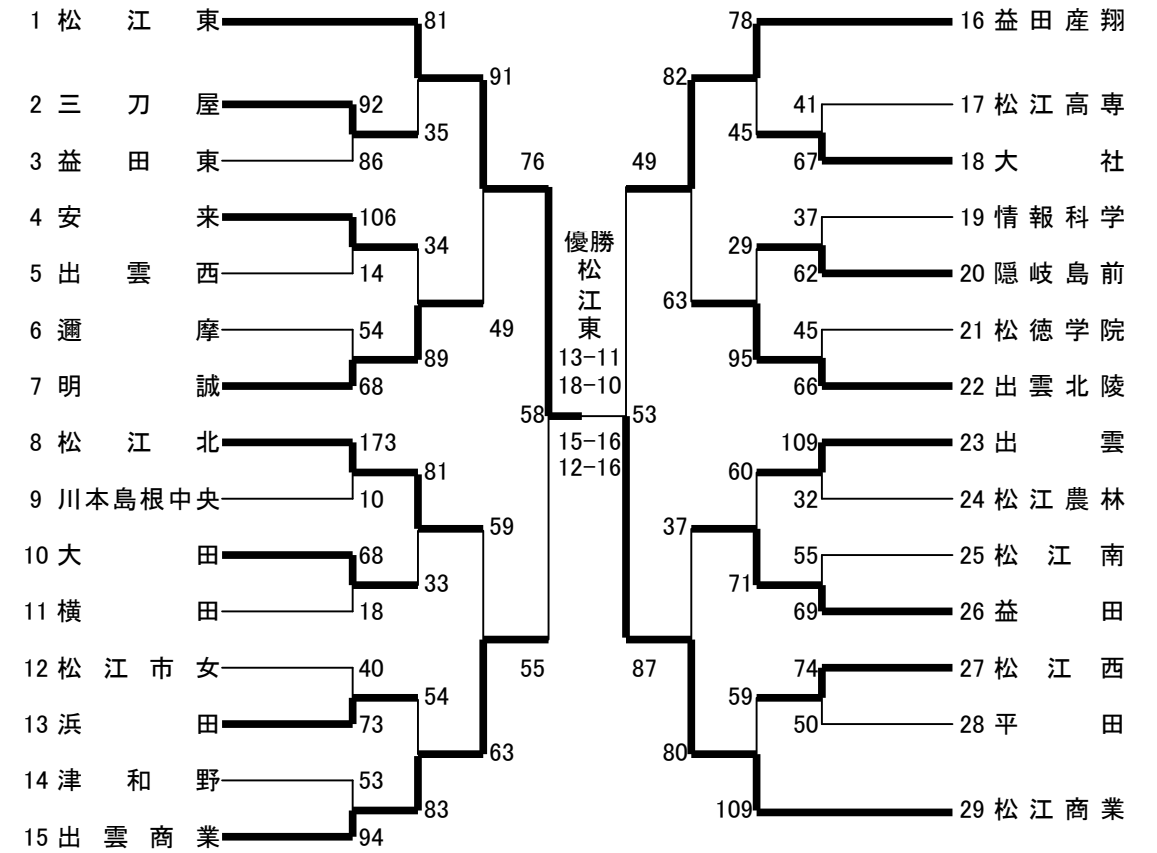 1 松江東
81
2 三刀屋
92
35
3 益田東
86
91
4 安来
106
34
5 出雲西
14
6 邇摩
54
89
7 明誠
68
49
76
8 松江北
173
81
9 川本島根中央
10
59
10 大田
68
33
11 横田
18
12 松江市女
40
54
13 浜田
73
63
14 津和野
53
83
15 出雲商業
94
55
58
優勝
松
江
東
13-11
18-10
15-16
12-16
53
49
87
78
16 益田産翔
82
41
17 松江高専
45
67
18 大社
37
19 情報科学
29
62
20 隠岐島前
63
45
21 松徳学院
95
66
22 出雲北陵
109
23 出雲
60
32
24 松江農林
37
55
25 松江南
71
69
26 益田
74
27 松江西
59
50
28 平田
80
109
29 松江商業